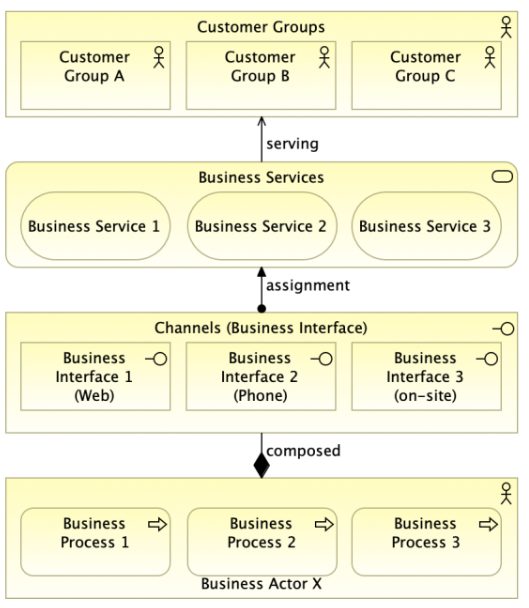 Customer Groups
Customer Customer Customer
Group A Group B Group C
serving
Business Services
Business Service 1 Business Service 2 Business Service 3
assignment
Channels (Business Interface)
Business Business Business
Interface 1 Interface 2 Interface 3
(Web) (Phone) (on-site)
composed
Business Business Business
Process 1 Process 2 Process 3
Business Actor X